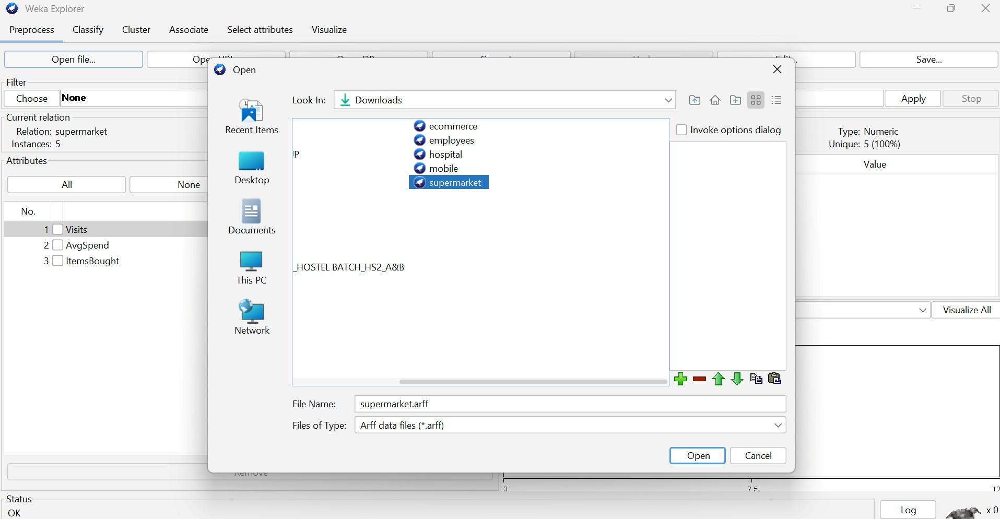 Weka Explorer
Preprocess Classify Cluster Associate Select attributes Visualize
Open file...
Save...
Filter
Choose None
Apply Stop
Current relation
Relation: supermarket
Instances: 5
Attributes
All None
No.
1 Visits
2 AvgSpend
3 ItemsBought
Open
Look In: Downloads
Recent Items
Desktop
Documents
This PC
Network
ecommerce
employees
hospital
mobile
supermarket
_HOSTEL BATCH_HS2_A&B
Invoke options dialog
File Name: supermarket.arff
Files of Type: Arff data files (*.arff)
Open Cancel
Type: Numeric
Unique: 5 (100%)
Value
Visualize All
Remove
3 7.5 12
Status
OK
Log x 0